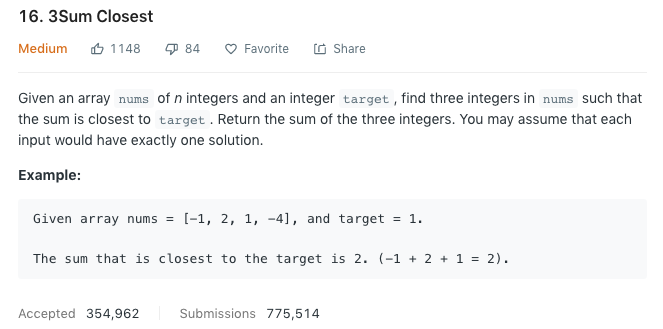 16. 3Sum Closest
Medium 1148 84 Favorite Share
Given an array nums of n integers and an integer target, find three integers in nums such that
the sum is closest to target. Return the sum of the three integers. You may assume that each
input would have exactly one solution.
Example:
Given array nums = [-1, 2, 1, -4], and target = 1.
The sum that is closest to the target is 2. (-1 + 2 + 1 = 2).
Accepted 354,962 Submissions 775,514